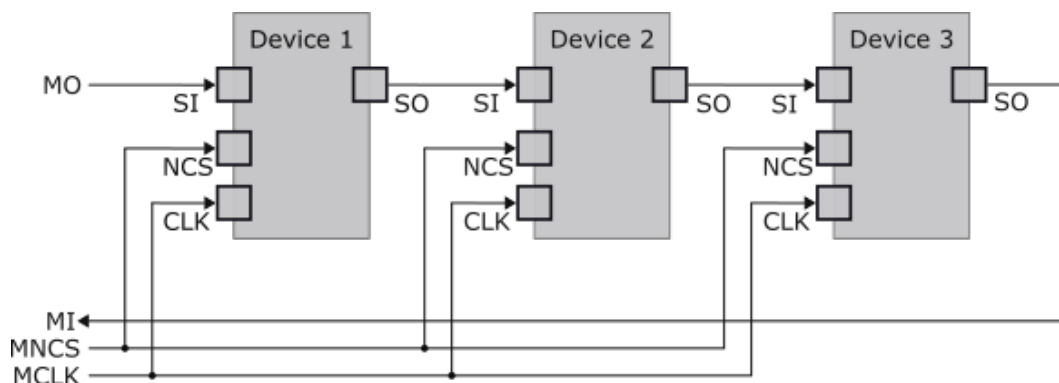 Device 1
Device 2
Device 3
MO
SI
SO
SI
SO
SI
SO
NCS
NCS
NCS
CLK
CLK
CLK
MI
MNCS
MCLK